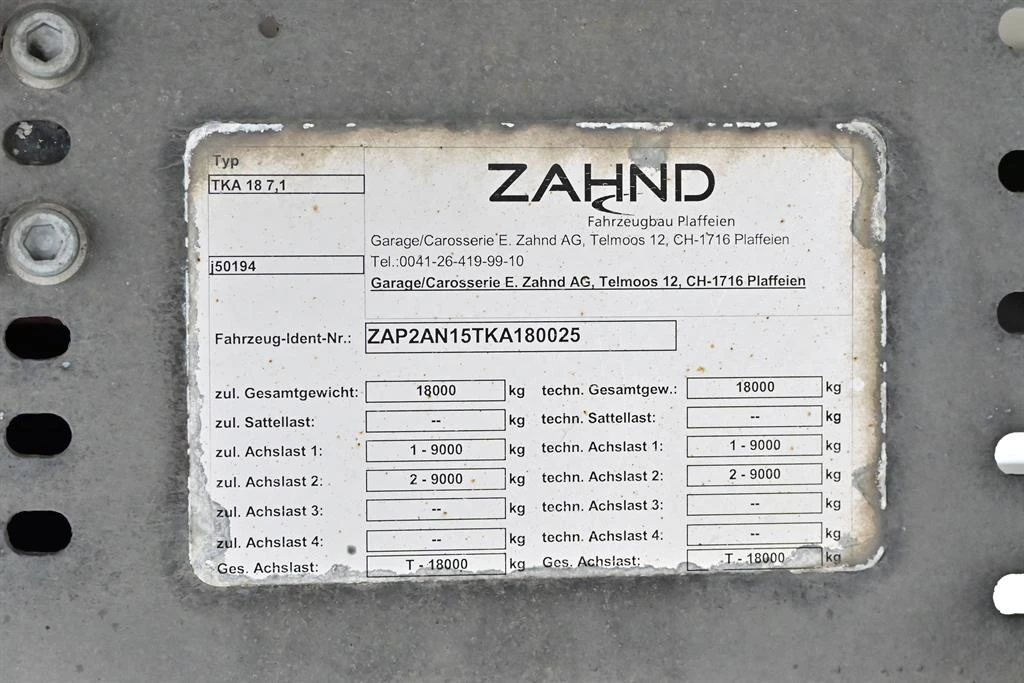 Typ
TKA 18 7,1
ZAHND
Fahrzeugbau Plaffeien
Garage/Carosserie E. Zahnd AG, Telmoos 12, CH-1716 Plaffeien
j50194
Tel.:0041-26-419-99-10
Garage/Carosserie E. Zahnd AG, Telmoos 12, CH-1716 Plaffeien
Fahrzeug-Ident-Nr.: ZAP2AN15TKA180025
zul. Gesamtgewicht: 18000 kg techn. Gesamtgew.: 18000 kg
zul. Sattellast: -- kg techn. Sattellast: -- kg
zul. Achslast 1: 1 - 9000 kg techn. Achslast 1: 1 - 9000 kg
zul. Achslast 2: 2 - 9000 kg techn. Achslast 2: 2 - 9000 kg
zul. Achslast 3: -- kg techn. Achslast 3: -- kg
zul. Achslast 4: -- kg techn. Achslast 4: -- kg
Ges. Achslast: T - 18000 kg Ges. Achslast: T - 18000 kg